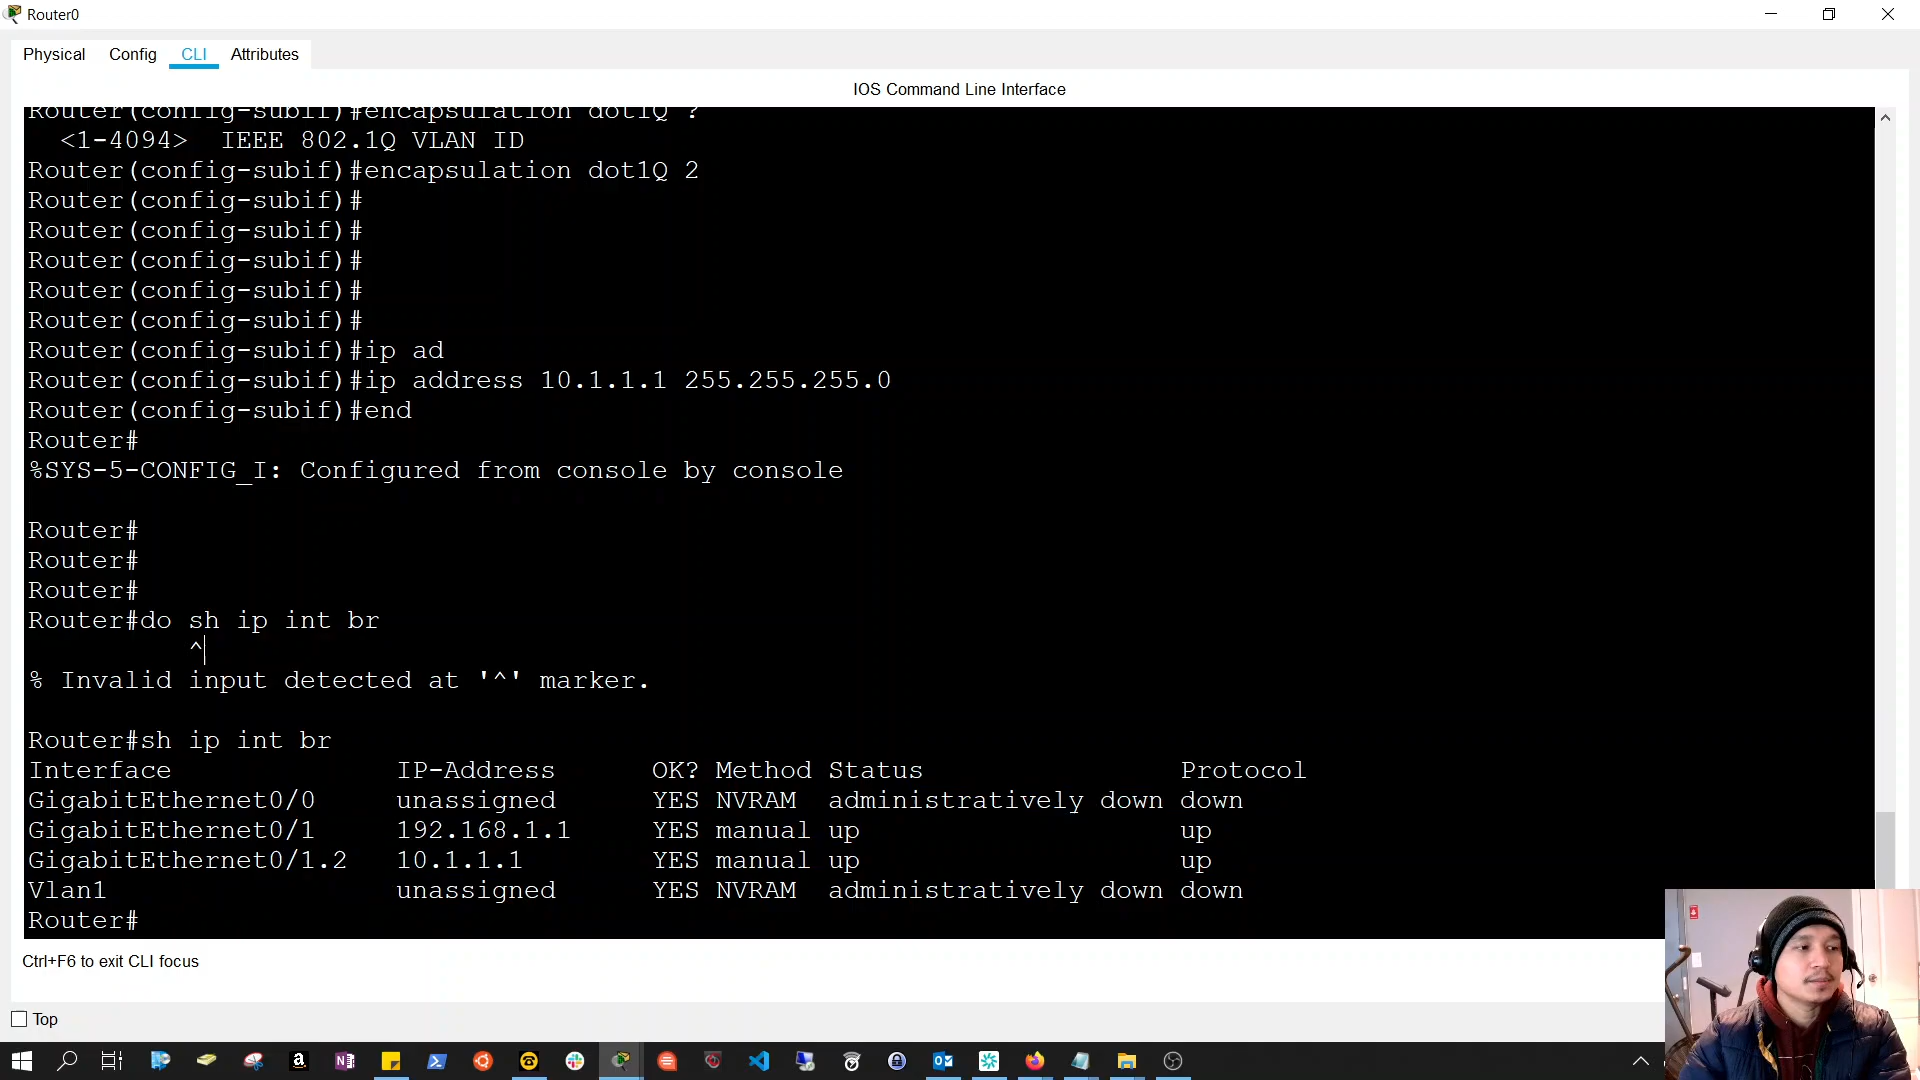 Router0
Physical Config CLI Attributes
IOS Command Line Interface
Router(config-subif)#encapsulation dot1Q ?
<1-4094> IEEE 802.1Q VLAN ID
Router(config-subif)#encapsulation dot1Q 2
Router(config-subif)#
Router(config-subif)#
Router(config-subif)#
Router(config-subif)#
Router(config-subif)#
Router(config-subif)#ip ad
Router(config-subif)#ip address 10.1.1.1 255.255.255.0
Router(config-subif)#end
Router#
%SYS-5-CONFIG_I: Configured from console by console
Router#
Router#
Router#
Router#do sh ip int br
^
% Invalid input detected at '^' marker.
Router#sh ip int br
Interface IP-Address OK? Method Status Protocol
GigabitEthernet0/0 unassigned YES NVRAM administratively down down
GigabitEthernet0/1 192.168.1.1 YES manual up up
GigabitEthernet0/1.2 10.1.1.1 YES manual up up
Vlan1 unassigned YES NVRAM administratively down down
Router#
Ctrl+F6 to exit CLI focus
Top